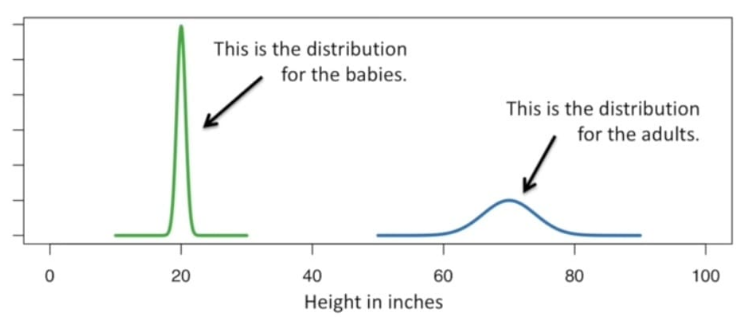 This is the distribution
for the babies.
This is the distribution
for the adults.
0 20 40 60 80 100
Height in inches